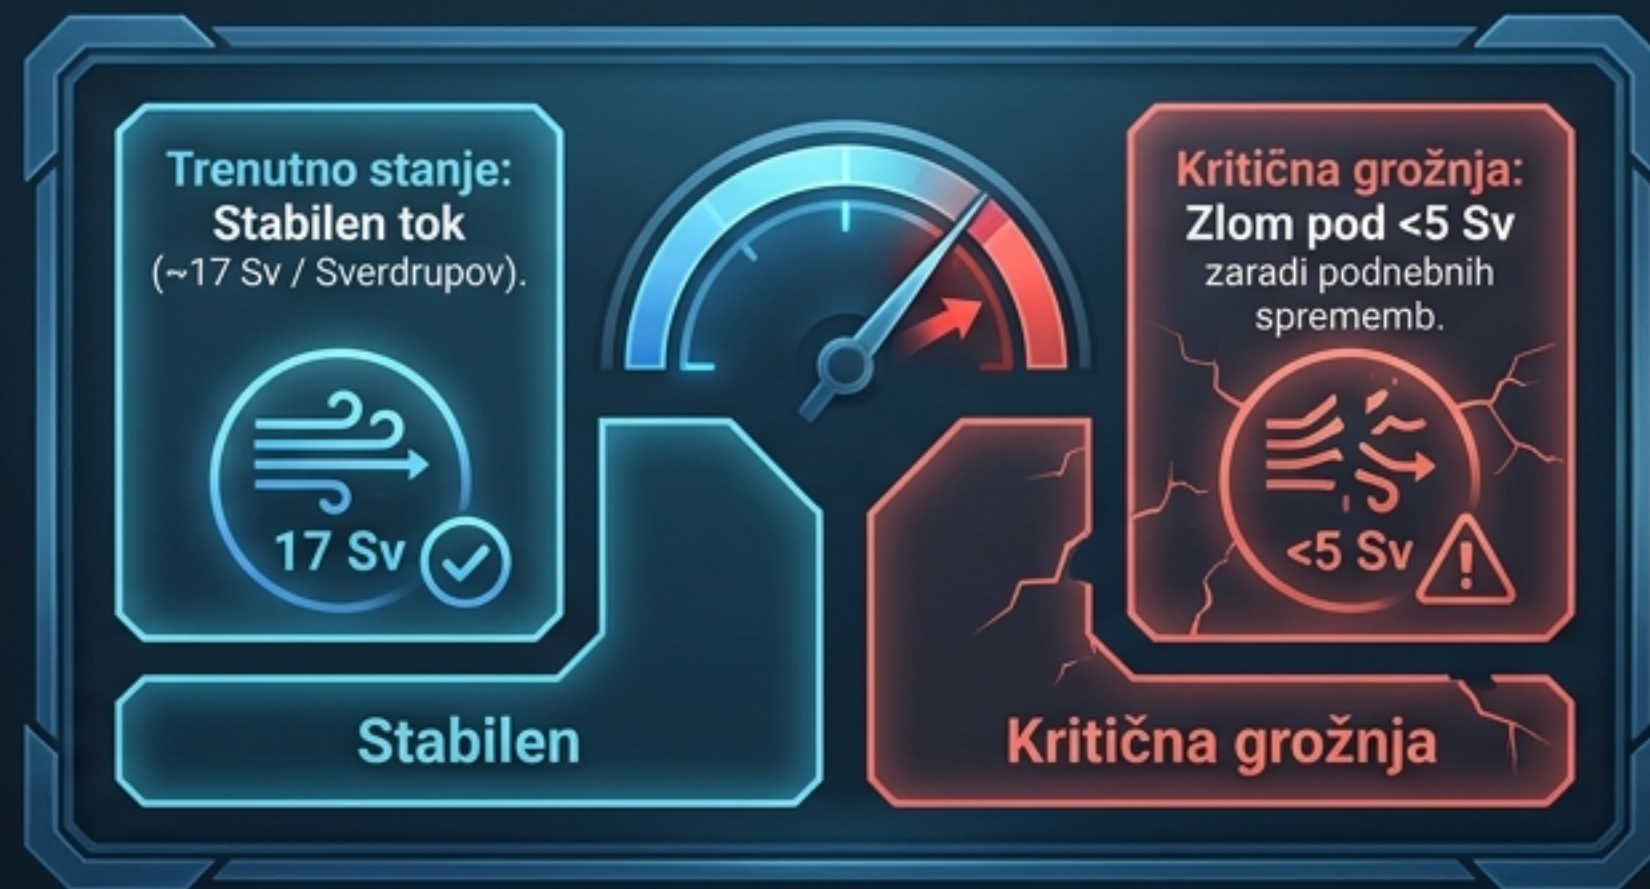 Trenutno stanje:
Stabilen tok
(~17 Sv / Sverdrupov).
17 Sv
Stabilen
Kritična grožnja:
Zlom pod <5 Sv
zaradi podnebnih
sprememb.
<5 Sv
Kritična grožnja